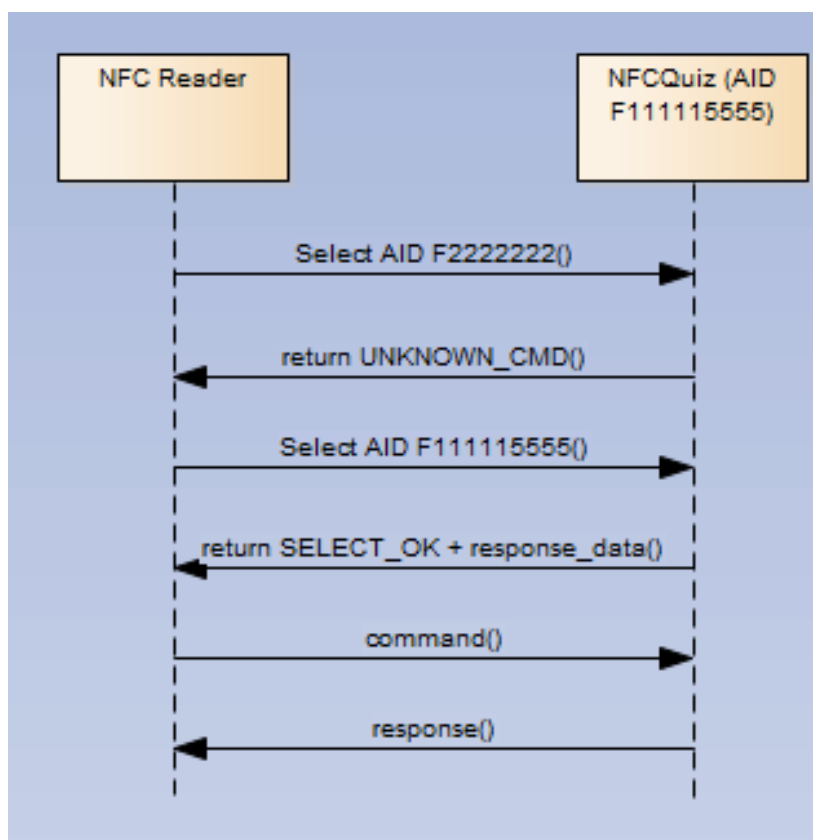 NFC Reader
NFCQuiz (AID
F111115555)
Select AID F2222222()
return UNKNOWN_CMD()
Select AID F111115555()
return SELECT_OK + response_data()
command()
response()